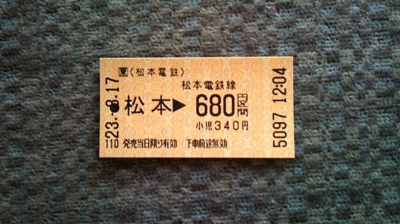 (松本電鉄)
松本電鉄線
松本▶680円区間
小児340円
110 発売当日限り有効 下車前途無効
23.-8.17
5097 12:04